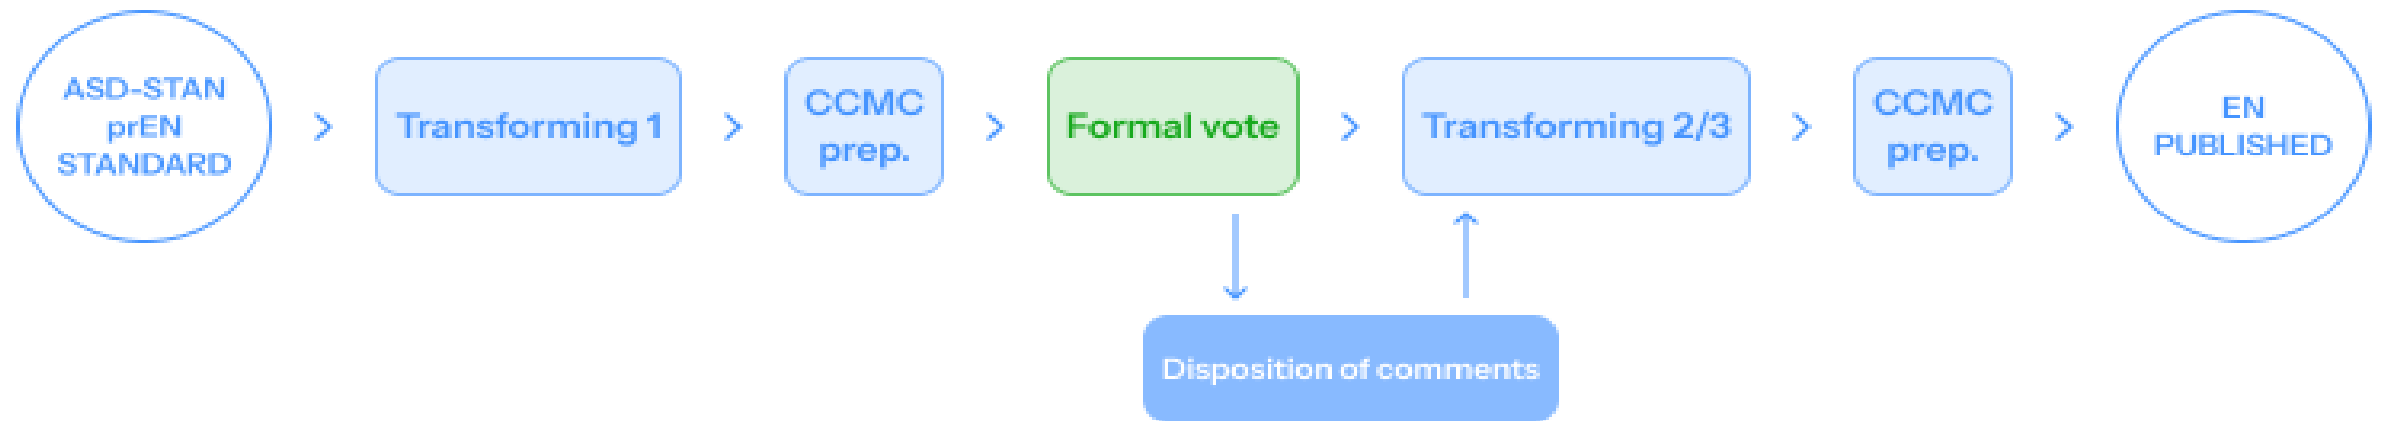 ASD-STAN
prEN
STANDARD
Transforming 1
CCMC
prep.
Formal vote
Transforming 2/3
CCMC
prep.
EN
PUBLISHED
Disposition of comments